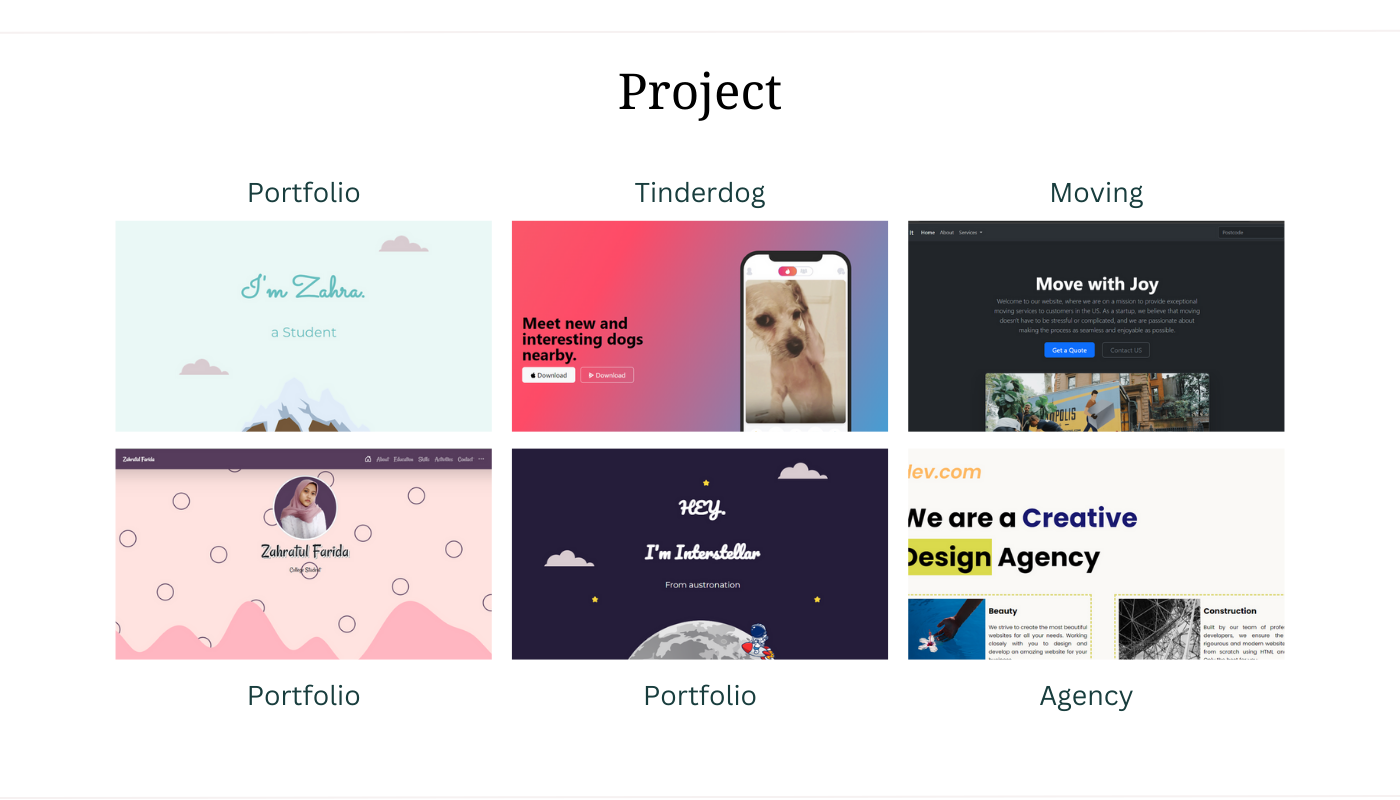 Project
Portfolio
Tinderdog
Moving
I'm Zahra.
a Student
Meet new and
interesting dogs
nearby.
Download
Download
Home About Services
Postcode
Move with Joy
Welcome to our website, where we are on a mission to provide exceptional
moving services to customers in the US. As a startup, we believe that moving
doesn't have to be stressful or complicated, and we are passionate about
making the process as seamless and enjoyable as possible.
Get a Quote
Contact US
Zahratul Farida
About Education Skills Activities Contact
Zahratul Farida
College Student
HEY.
I'm Interstellar
From austronation
lev.com
We are a Creative
Design Agency
Beauty
We strive to create the most beautiful
websites for all your needs. Working
closely with you to design and
develop an amazing website for your
business.
Construction
Built by our team of profe
developers, we ensure the
rigourous and modern website
from scratch using HTML an
Portfolio
Portfolio
Agency